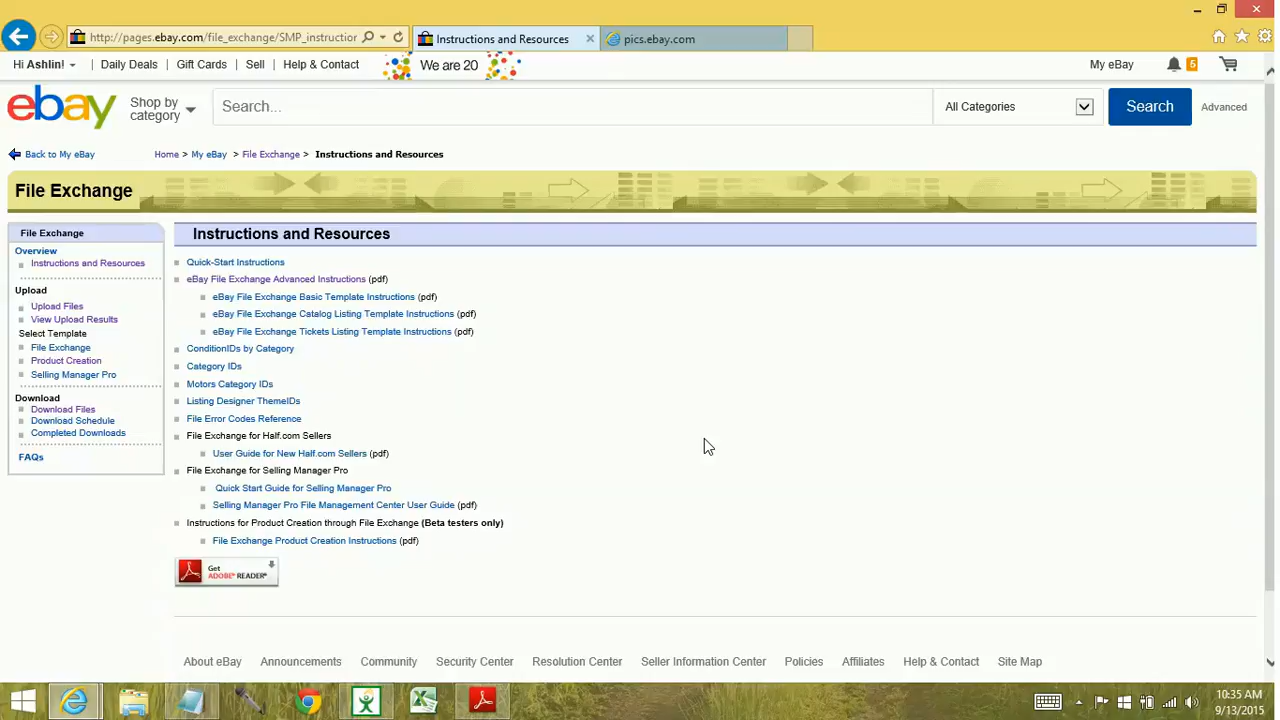 http://pages.ebay.com/file_exchange/SMP_instruction
Instructions and Resources
pics.ebay.com
Hi Ashlin!
Daily Deals
Gift Cards
Sell
Help & Contact
We are 20
My eBay
5
ebay
Shop by
category
Search...
All Categories
Search
Advanced
Back to My eBay
Home > My eBay > File Exchange > Instructions and Resources
File Exchange
File Exchange
Overview
Instructions and Resources
Upload
Upload Files
View Upload Results
Select Template
File Exchange
Product Creation
Selling Manager Pro
Download
Download Files
Download Schedule
Completed Downloads
FAQs
Instructions and Resources
Quick-Start Instructions
eBay File Exchange Advanced Instructions (pdf)
eBay File Exchange Basic Template Instructions (pdf)
eBay File Exchange Catalog Listing Template Instructions (pdf)
eBay File Exchange Tickets Listing Template Instructions (pdf)
ConditionIDs by Category
Category IDs
Motors Category IDs
Listing Designer ThemeIDs
File Error Codes Reference
File Exchange for Half.com Sellers
User Guide for New Half.com Sellers (pdf)
File Exchange for Selling Manager Pro
Quick Start Guide for Selling Manager Pro
Selling Manager Pro File Management Center User Guide (pdf)
Instructions for Product Creation through File Exchange (Beta testers only)
File Exchange Product Creation Instructions (pdf)
Get
ADOBE® READER®
About eBay
Announcements
Community
Security Center
Resolution Center
Seller Information Center
Policies
Affiliates
Help & Contact
Site Map
10:35 AM
9/13/2015